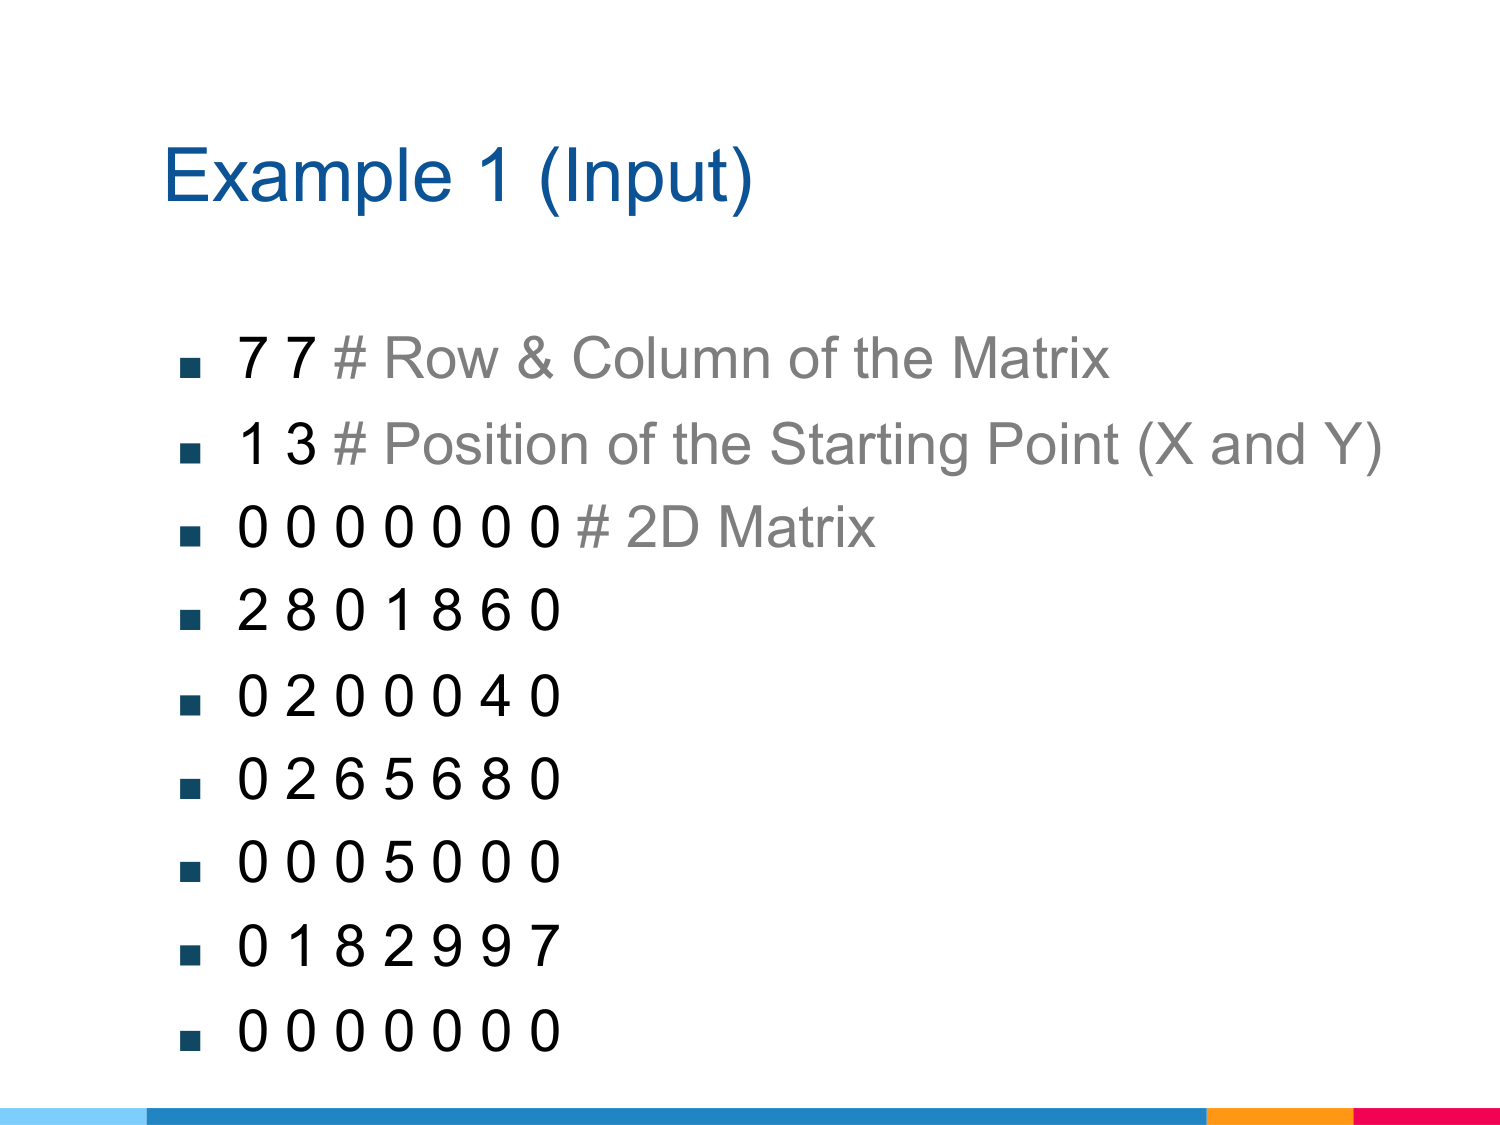 Example 1 (Input)
■ 7 7 # Row & Column of the Matrix
■ 1 3 # Position of the Starting Point (X and Y)
■ 0 0 0 0 0 0 0 # 2D Matrix
■ 2 8 0 1 8 6 0
■ 0 2 0 0 0 4 0
■ 0 2 6 5 6 8 0
■ 0 0 0 5 0 0 0
■ 0 1 8 2 9 9 7
■ 0 0 0 0 0 0 0